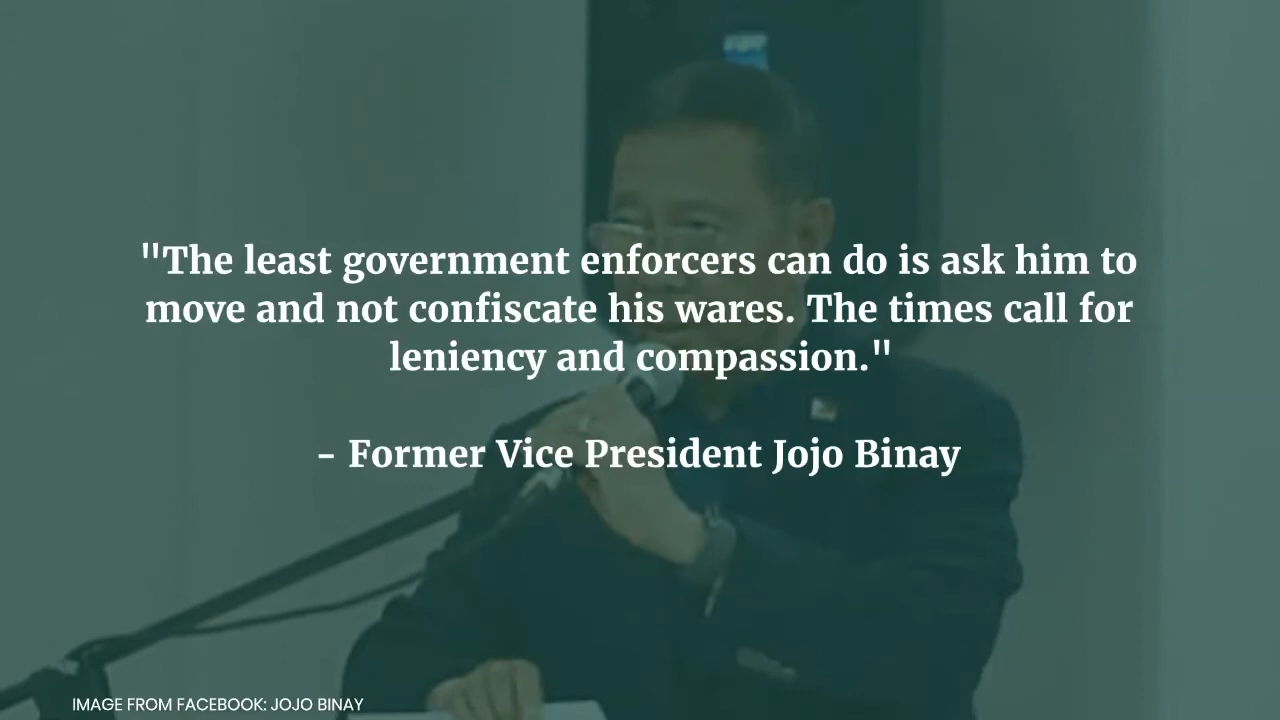 "The least government enforcers can do is ask him to
move and not confiscate his wares. The times call for
leniency and compassion."
- Former Vice President Jojo Binay
IMAGE FROM FACEBOOK: JOJO BINAY